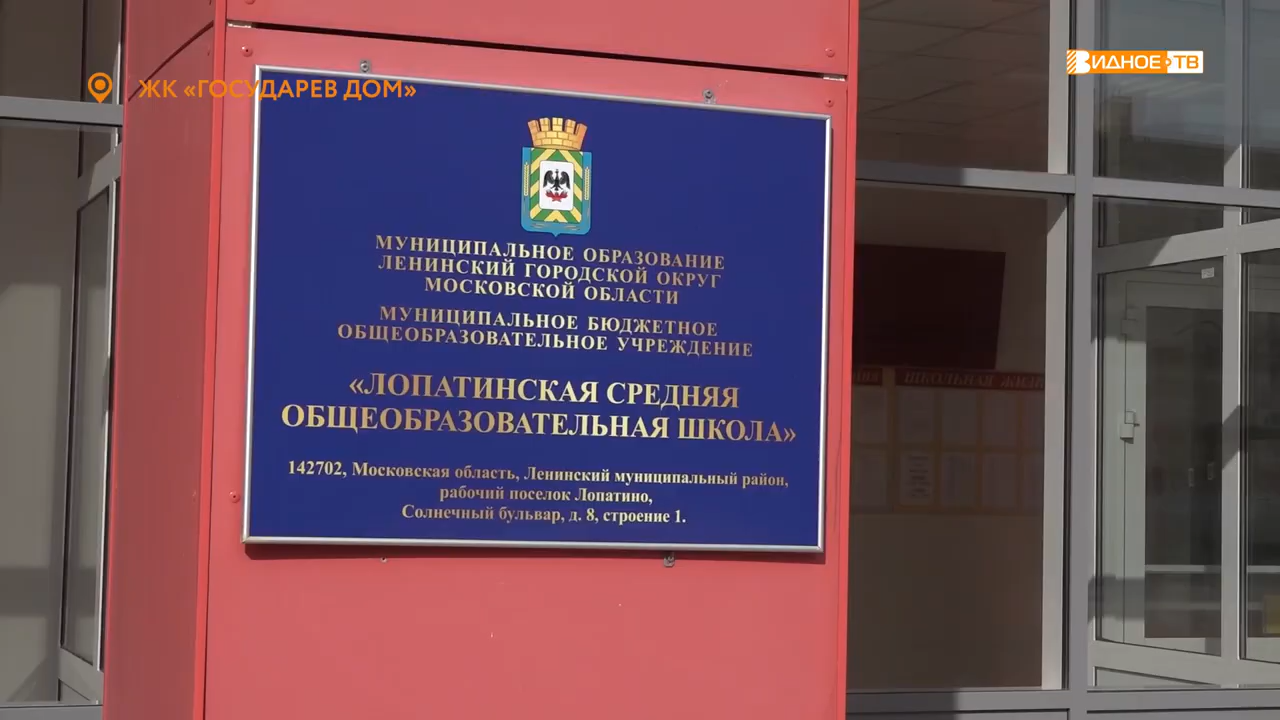 ЖК «ГОСУДАРЕВ ДОМ»
ВИДНОЕ ТВ
МУНИЦИПАЛЬНОЕ ОБРАЗОВАНИЕ
ЛЕНИНСКИЙ ГОРОДСКОЙ ОКРУГ
МОСКОВСКОЙ ОБЛАСТИ
МУНИЦИПАЛЬНОЕ БЮДЖЕТНОЕ
ОБЩЕОБРАЗОВАТЕЛЬНОЕ УЧРЕЖДЕНИЕ
«ЛОПАТИНСКАЯ СРЕДНЯЯ
ОБЩЕОБРАЗОВАТЕЛЬНАЯ ШКОЛА»
142702, Московская область, Ленинский муниципальный район,
рабочий поселок Лопатино,
Солнечный бульвар, д. 8, строение 1.
ШКОЛЬНАЯ